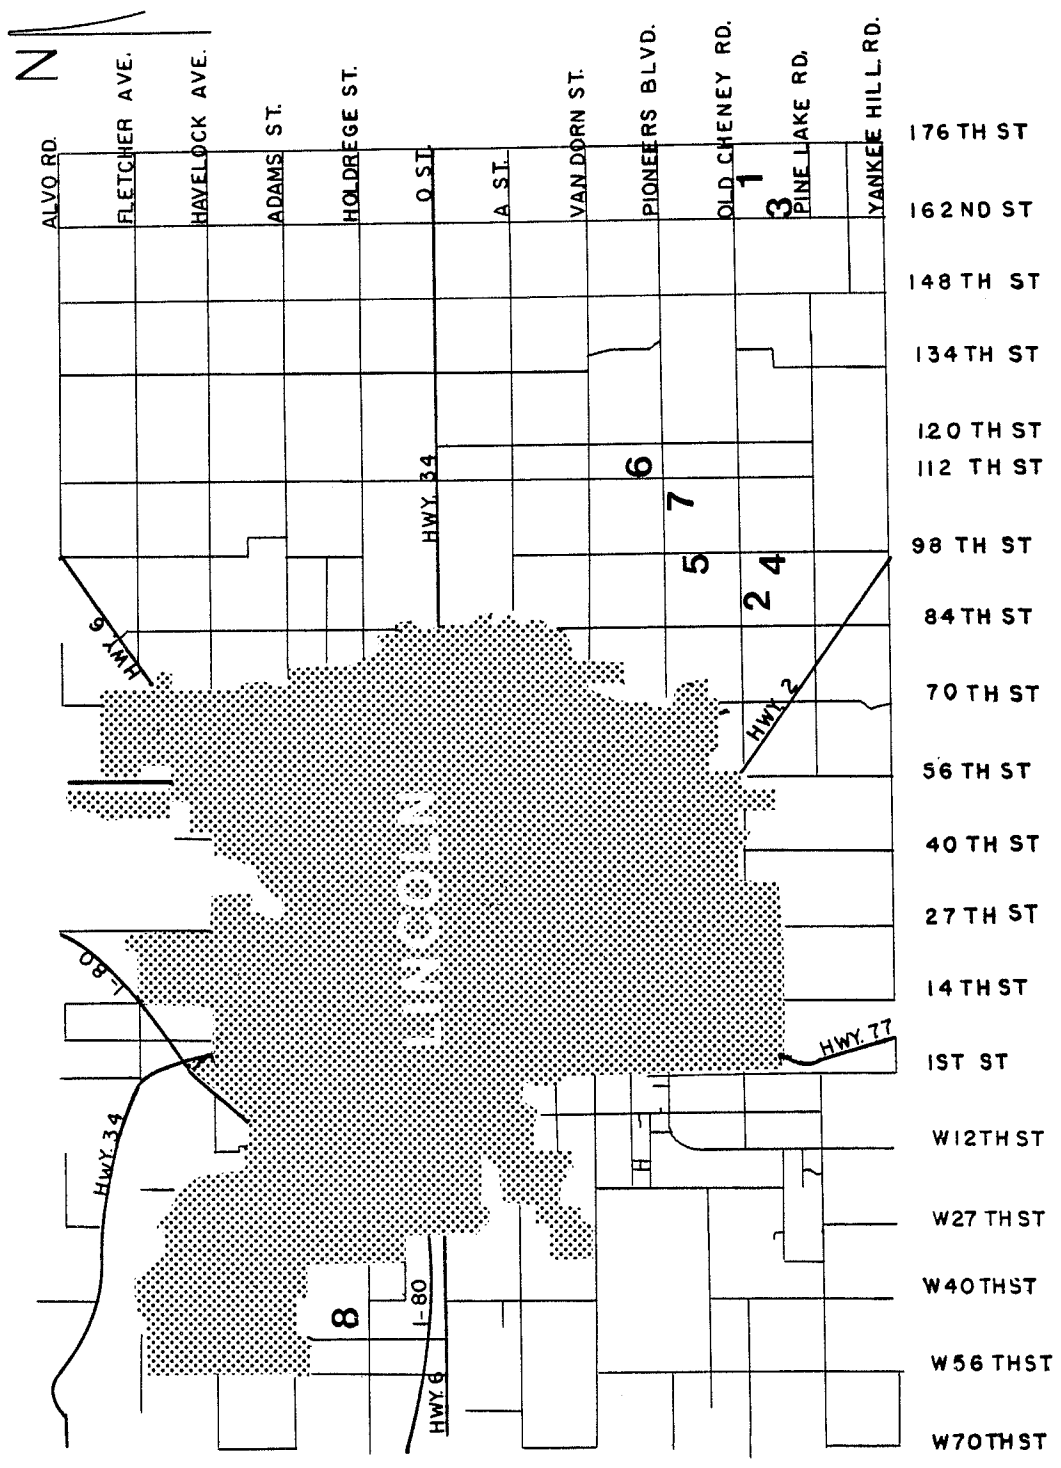 N
ALVO RD.
FLETCHER AVE.
HAVELOCK AVE.
ADAMS ST.
HOLDREGE ST.
O ST.
A ST.
VAN DORN ST.
PIONEERS BLVD.
OLD CHENEY RD.
PINE LAKE RD.
YANKEE HILL RD.
176 TH ST
1
3
162 ND ST
148 TH ST
134 TH ST
120 TH ST
HWY. 34
6
112 TH ST
7
98 TH ST
5
4
2
84 TH ST
HWY 6
70 TH ST
HWY. 2
56 TH ST
LINCOLN
40 TH ST
27 TH ST
I-80
14 TH ST
HWY. 77
1ST ST
HWY. 34
W12TH ST
W27 TH ST
8
I-80
W40TH ST
W56 TH ST.
HWY. 6
W70TH ST